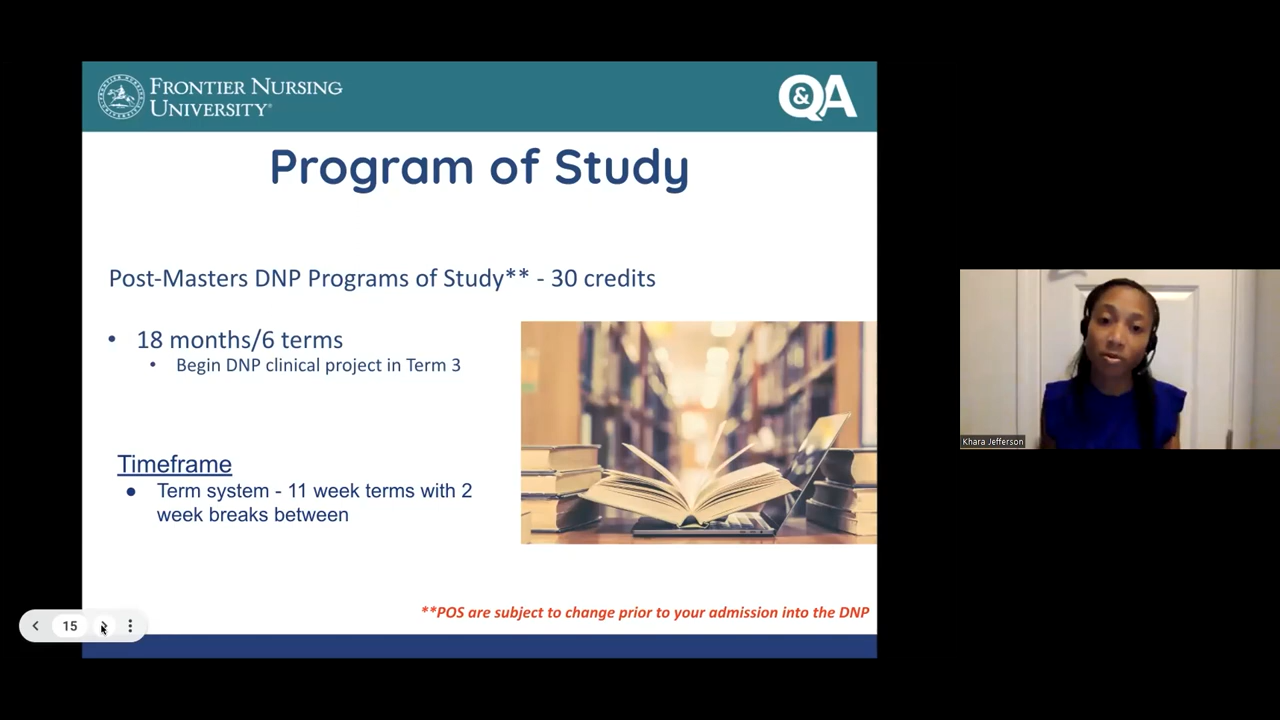 FRONTIER NURSING
UNIVERSITY®
Q&A
Program of Study
Post-Masters DNP Programs of Study** - 30 credits
• 18 months/6 terms
• Begin DNP clinical project in Term 3
Timeframe
● Term system - 11 week terms with 2
week breaks between
**POS are subject to change prior to your admission into the DNP
15
Khara Jefferson